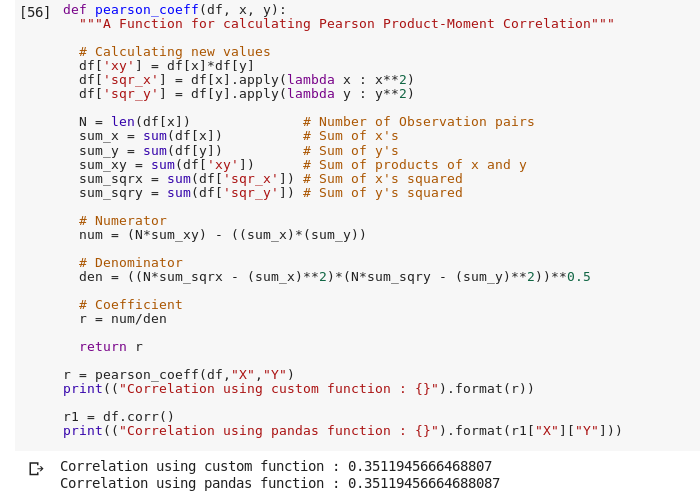 [56] def pearson_coeff(df, x, y):
"""A Function for calculating Pearson Product-Moment Correlation"""
# Calculating new values
df['xy'] = df[x]*df[y]
df['sqr_x'] = df[x].apply(lambda x : x**2)
df['sqr_y'] = df[y].apply(lambda y : y**2)
N = len(df[x]) # Number of Observation pairs
sum_x = sum(df[x]) # Sum of x's
sum_y = sum(df[y]) # Sum of y's
sum_xy = sum(df['xy']) # Sum of products of x and y
sum_sqrx = sum(df['sqr_x']) # Sum of x's squared
sum_sqry = sum(df['sqr_y']) # Sum of y's squared
# Numerator
num = (N*sum_xy) - ((sum_x)*(sum_y))
# Denominator
den = ((N*sum_sqrx - (sum_x)**2)*(N*sum_sqry - (sum_y)**2))**0.5
# Coefficient
r = num/den
return r
r = pearson_coeff(df,"X","Y")
print(("Correlation using custom function : {}").format(r))
r1 = df.corr()
print(("Correlation using pandas function : {}").format(r1["X"]["Y"]))
Correlation using custom function : 0.3511945666468807
Correlation using pandas function : 0.35119456664688087